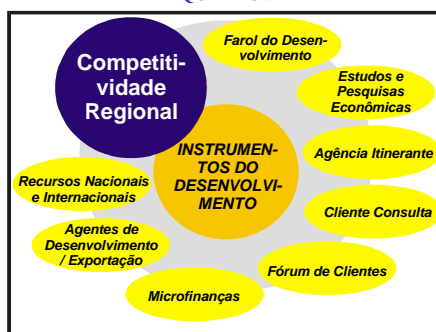 Competiti-
vidade
Regional
Farol do Desen-
volvimento
Estudos e
Pesquisas
Econômicas
INSTRUMEN-
TOS DO
DESENVOLVI-
MENTO
Agência Itinerante
Recursos Nacionais
e Internacionais
Cliente Consulta
Agentes de
Desenvolvimento
/ Exportação
Fórum de Clientes
Microfinanças